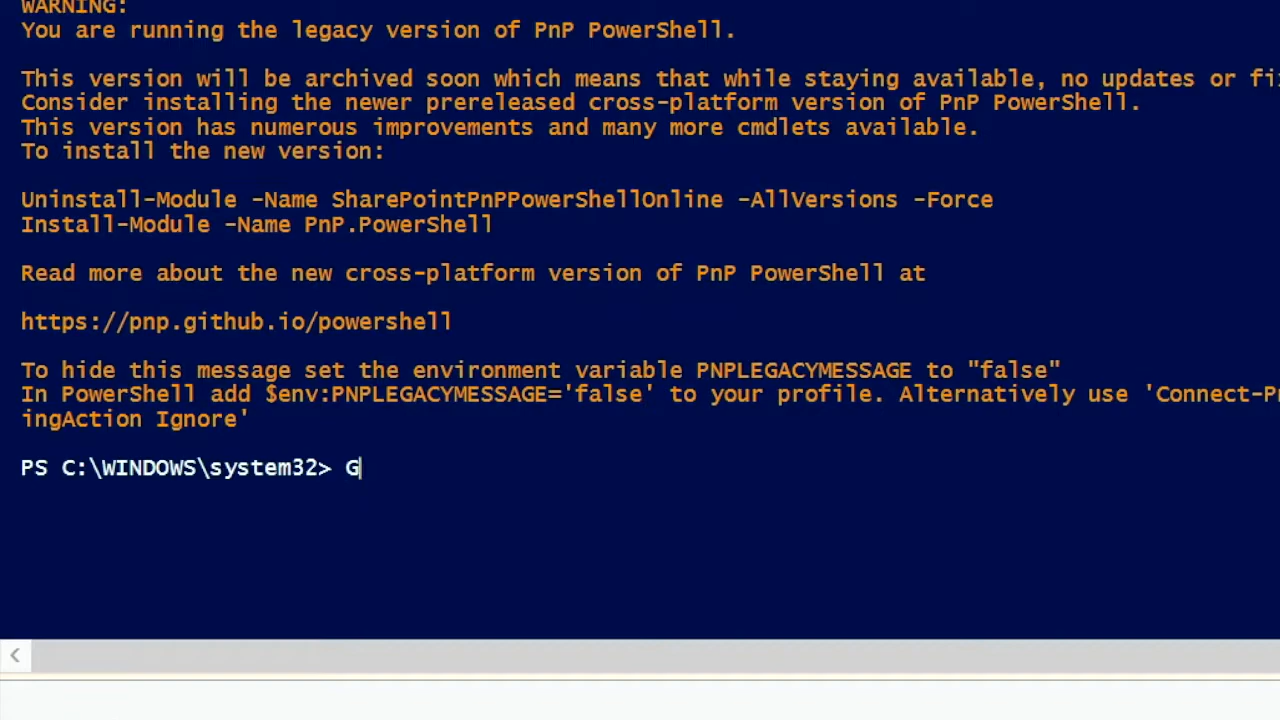 WARNING:
You are running the legacy version of PnP PowerShell.
This version will be archived soon which means that while staying available, no updates or
Consider installing the newer prereleased cross-platform version of PnP PowerShell.
This version has numerous improvements and many more cmdlets available.
To install the new version:
Uninstall-Module -Name SharePointPnPPowerShellOnline -AllVersions -Force
Install-Module -Name PnP.PowerShell
Read more about the new cross-platform version of PnP PowerShell at
https://pnp.github.io/powershell
To hide this message set the environment variable PNPLEGACYMESSAGE to "false"
In PowerShell add $env:PNPLEGACYMESSAGE='false' to your profile. Alternatively use 'Connect-Pn
ingAction Ignore'
PS C:\WINDOWS\system32> G